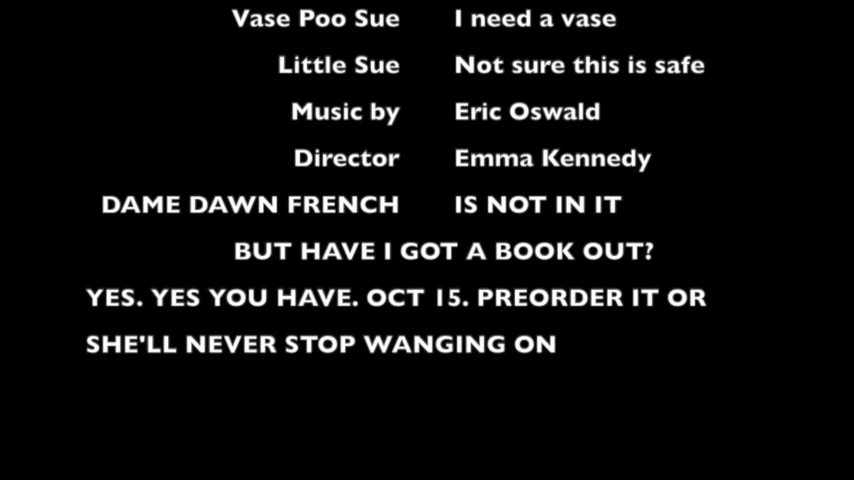 Vase Poo Sue I need a vase
Little Sue Not sure this is safe
Music by Eric Oswald
Director Emma Kennedy
DAME DAWN FRENCH IS NOT IN IT
BUT HAVE I GOT A BOOK OUT?
YES. YES YOU HAVE. OCT 15. PREORDER IT OR
SHE'LL NEVER STOP WANGING ON